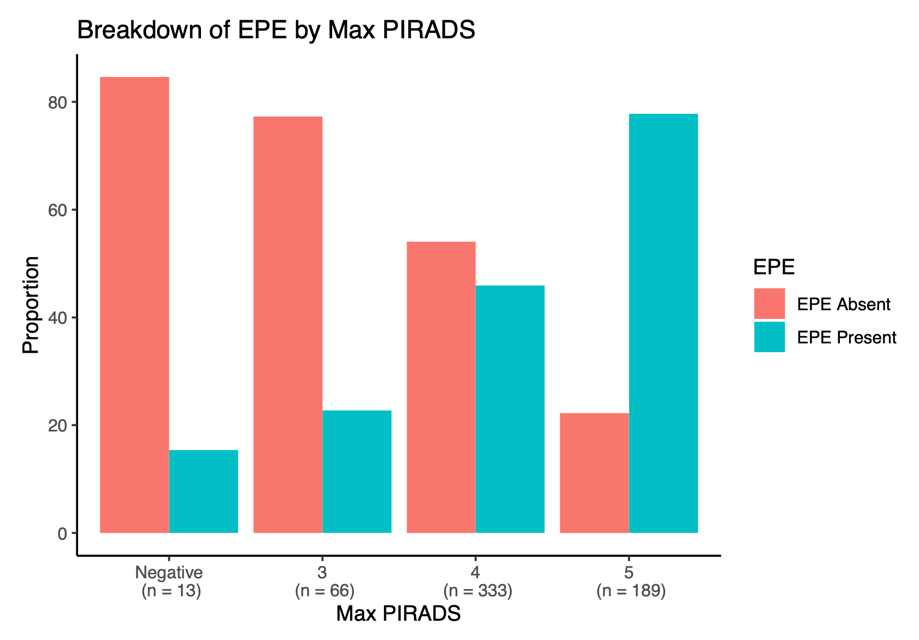 Breakdown of EPE by Max PIRADS
Proportion
80
60
40
20
0
Negative
(n = 13)
3
(n = 66)
4
(n = 333)
5
(n = 189)
Max PIRADS
EPE
EPE Absent
EPE Present